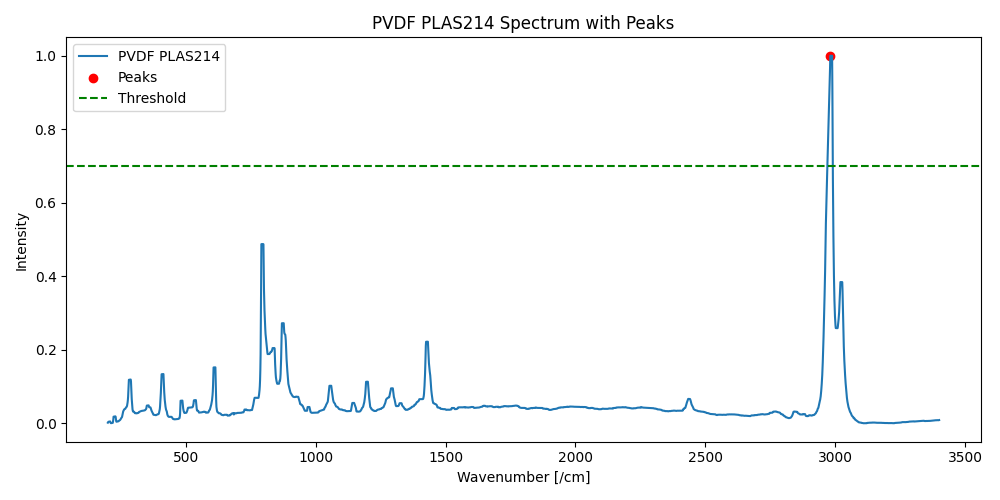 PVDF PLAS214 Spectrum with Peaks
PVDF PLAS214
Peaks
Threshold
Intensity
1.0
0.8
0.6
0.4
0.2
0.0
500 1000 1500 2000 2500 3000 3500
Wavenumber [/cm]